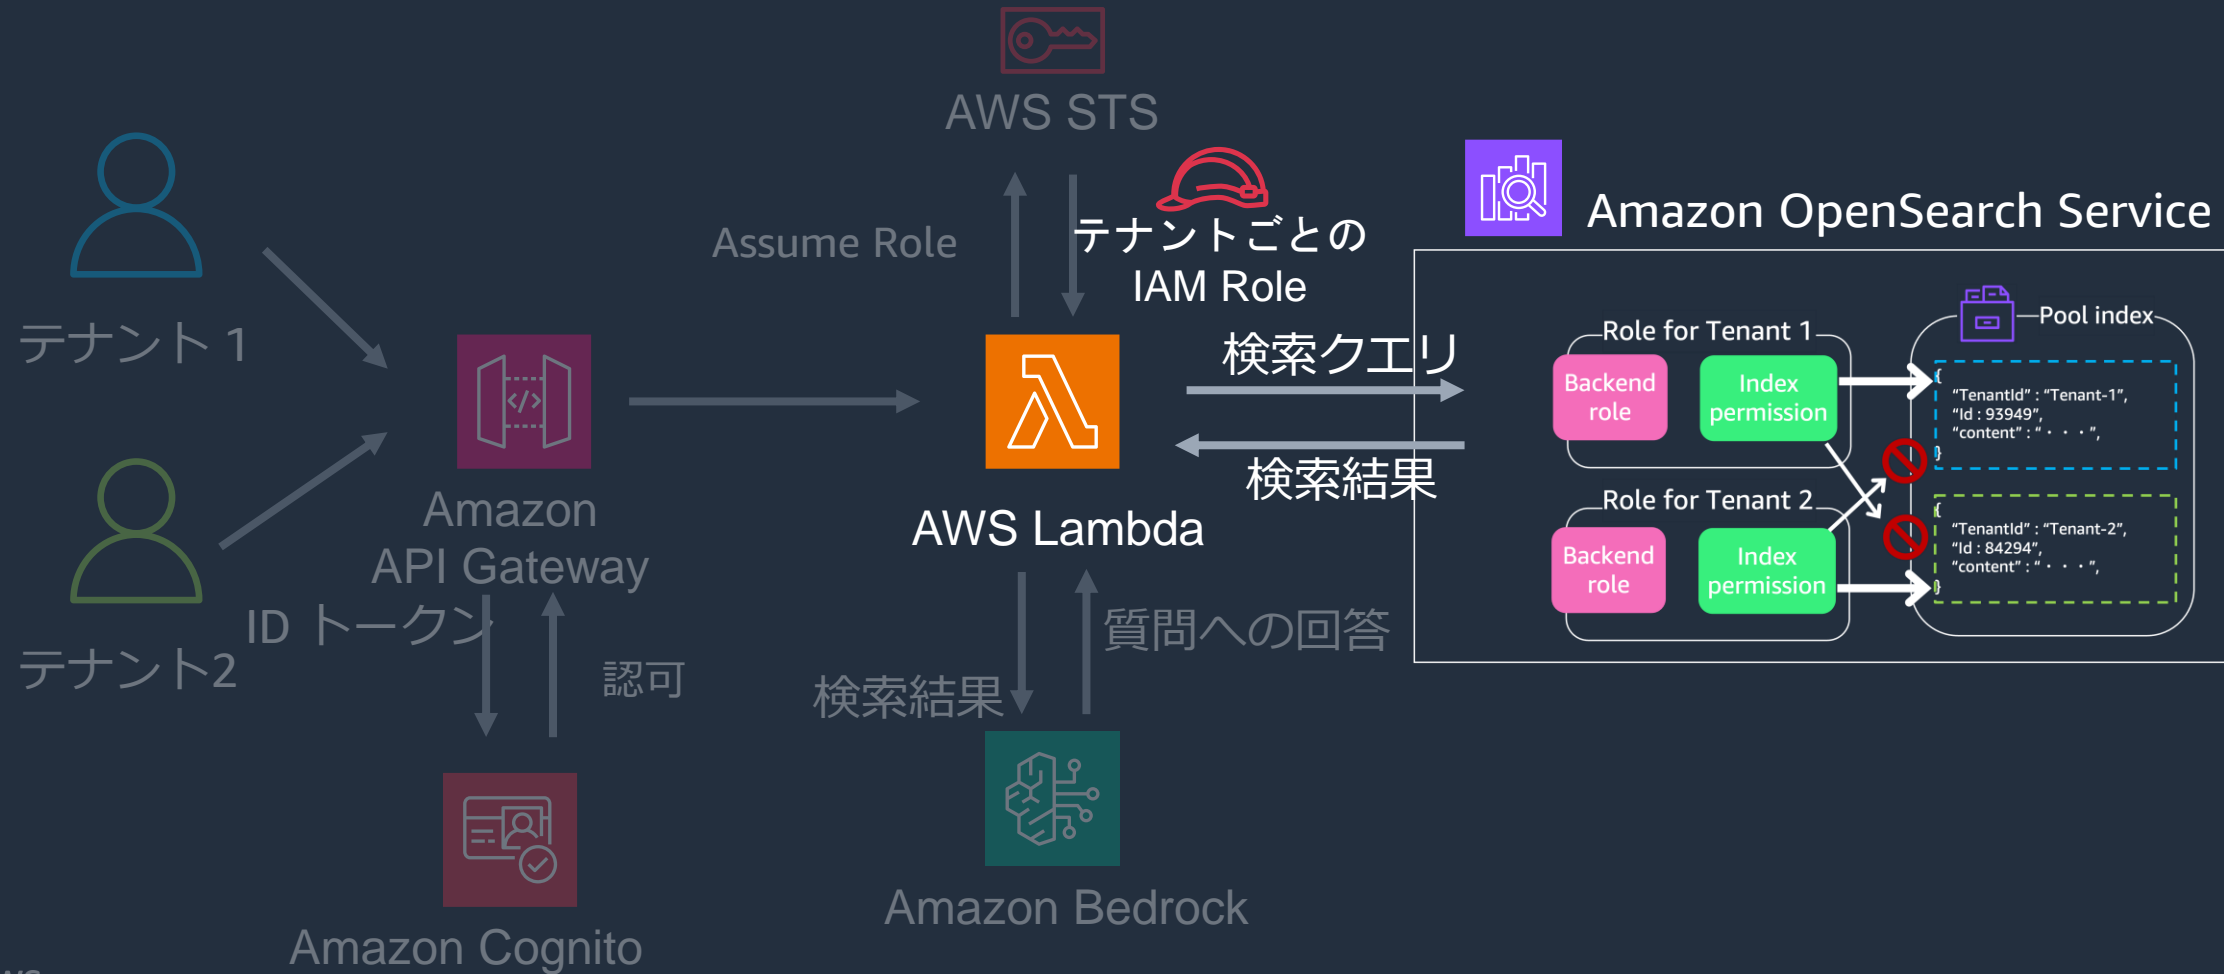 AWS STS
Amazon OpenSearch Service
Assume Role
テナントごとの
IAM Role
テナント 1
検索クエリ
検索結果
Role for Tenant 1
Backend
role
Index
permission
Pool index
{
“TenantId” : “Tenant-1”,
“Id : 93949”,
“content” : “・・・”,
}
Role for Tenant 2
Backend
role
Index
permission
{
“TenantId” : “Tenant-2”,
“Id : 84294”,
“content” : “・・・”,
}
Amazon
API Gateway
AWS Lambda
テナント2
ID トークン
認可
検索結果
質問への回答
Amazon Cognito
Amazon Bedrock